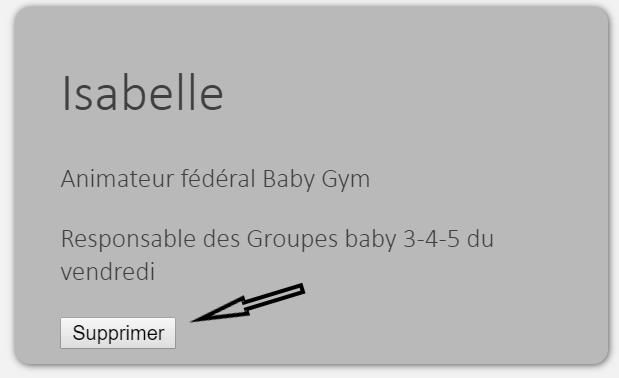 Isabelle
Animateur fédéral Baby Gym
Responsable des Groupes baby 3-4-5 du
vendredi
Supprimer